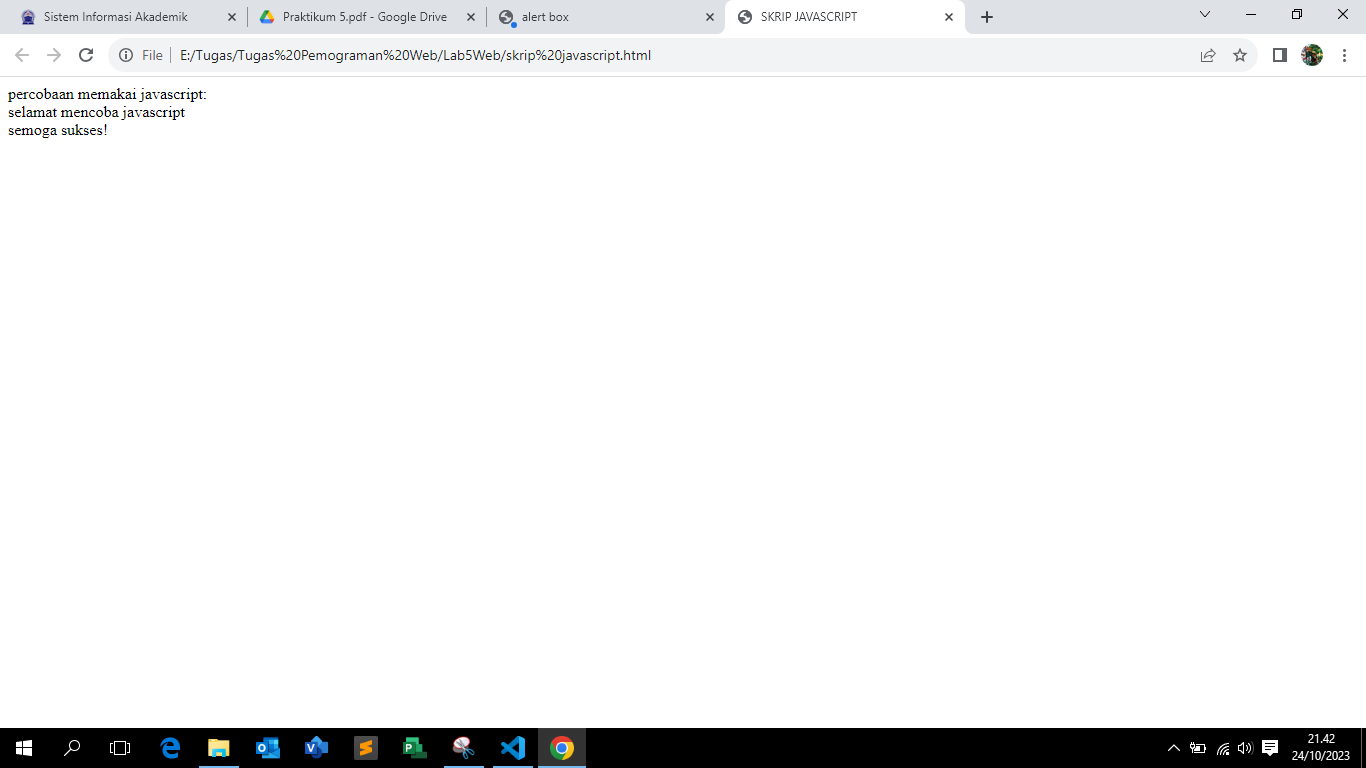 Sistem Informasi Akademik
Praktikum 5.pdf - Google Drive
alert box
SKRIP JAVASCRIPT
File
E:/Tugas/Tugas%20Pemograman%20Web/Lab5Web/skrip%20javascript.html
percobaan memakai javascript:
selamat mencoba javascript
semoga sukses!
21.42
24/10/2023